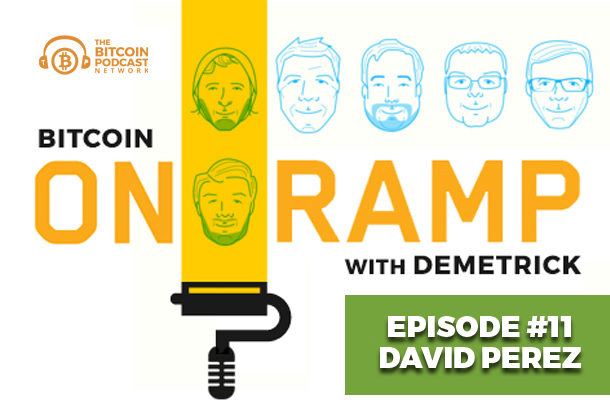 THE
BITCOIN
PODCAST
NETWORK
BITCOIN
ON RAMP
WITH DEMETRICK
EPISODE #11
DAVID PEREZ